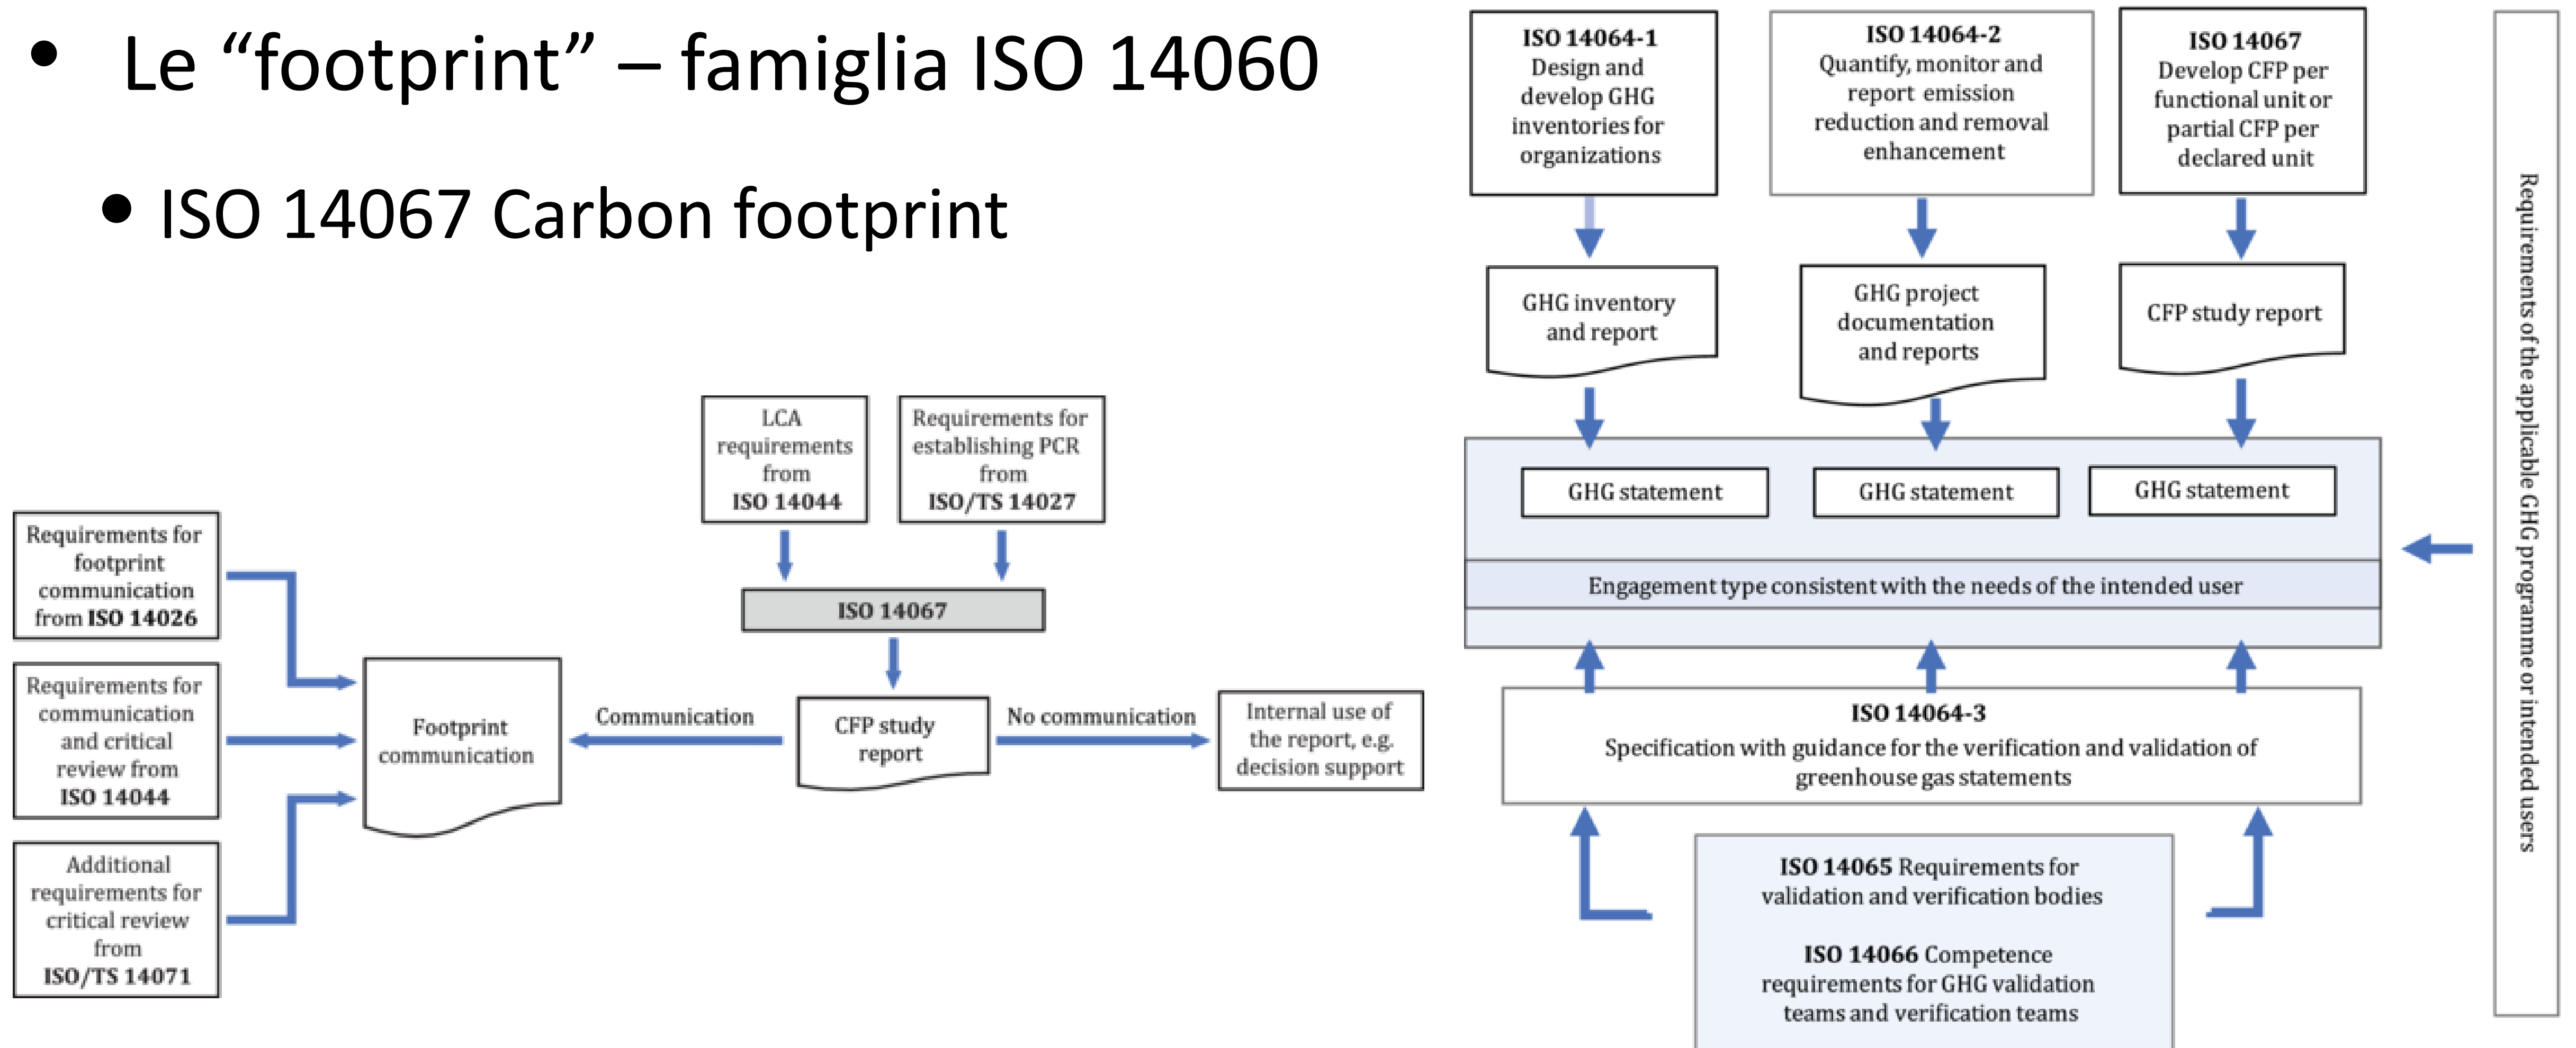 • Le “footprint” – famiglia ISO 14060
• ISO 14067 Carbon footprint
LCA
requirements
from
ISO 14044
Requirements for
establishing PCR
from
ISO/TS 14027
Requirements for
footprint
communication
from ISO 14026
ISO 14067
Requirements for
communication
and critical
review from
ISO 14044
Footprint
communication
Communication
CFP study
report
No communication
Internal use of
the report, e.g.
decision support
Additional
requirements for
critical review
from
ISO/TS 14071
ISO 14064-1
Design and
develop GHG
inventories for
organizations
ISO 14064-2
Quantify, monitor and
report emission
reduction and removal
enhancement
ISO 14067
Develop CFP per
functional unit or
partial CFP per
declared unit
GHG inventory
and report
GHG project
documentation
and reports
CFP study report
GHG statement
GHG statement
GHG statement
Engagement type consistent with the needs of the intended user
ISO 14064-3
Specification with guidance for the verification and validation of
greenhouse gas statements
ISO 14065 Requirements for
validation and verification bodies
ISO 14066 Competence
requirements for GHG validation
teams and verification teams
Requirements of the applicable GHG programme or intended users